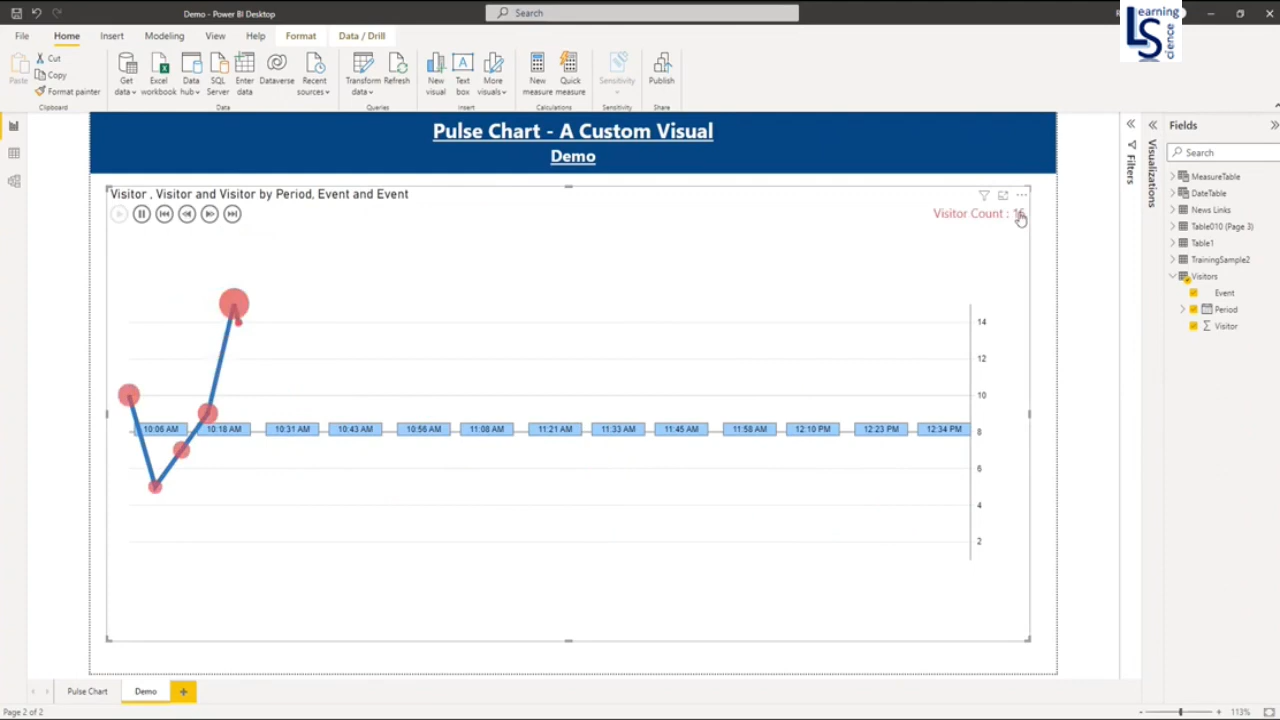 Demo - Power BI Desktop
Search
Learning
Science
File
Home
Insert
Modeling
View
Help
Format
Data / Drill
Paste
Cut
Copy
Format painter
Clipboard
Get data
Excel workbook
Data hub
SQL Server
Enter data
Dataverse
Recent sources
Data
Transform data
Refresh
Queries
New visual
Text box
More visuals
Insert
New measure
Quick measure
Calculations
Sensitivity
Sensitivity
Publish
Share
Pulse Chart - A Custom Visual
Demo
Visitor , Visitor and Visitor by Period, Event and Event
Visitor Count :
14
12
10
8
6
4
2
10:06 AM
10:18 AM
10:31 AM
10:43 AM
10:56 AM
11:08 AM
11:21 AM
11:33 AM
11:45 AM
11:58 AM
12:10 PM
12:23 PM
12:34 PM
Filters
Visualizations
Fields
Search
MeasureTable
DateTable
News Links
Table010 (Page 3)
Table1
TrainingSample2
Visitors
Event
Period
Visitor
Pulse Chart
Demo
Page 2 of 2
113%